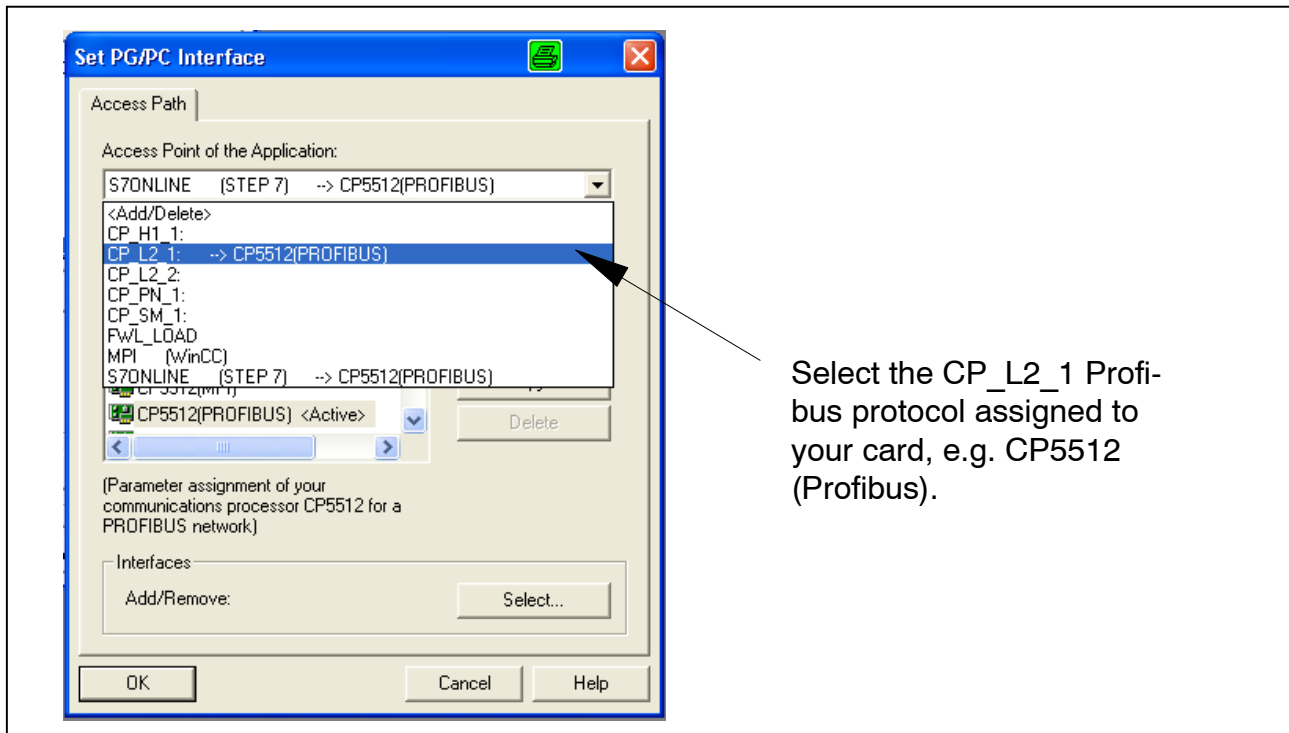 Set PG/PC Interface
Access Path
Access Point of the Application:
S7ONLINE (STEP 7) --> CP5512(PROFIBUS)
<Add/Delete>
CP_H1_1:
CP_L2_1: --> CP5512(PROFIBUS)
CP_L2_2:
CP_PN_1:
CP_SM_1:
FWL_LOAD
MPI (WinCC)
S7ONLINE (STEP 7) --> CP5512(PROFIBUS)
CP5512(MPI)
CP5512(PROFIBUS) <Active>
Delete
(Parameter assignment of your
communications processor CP5512 for a
PROFIBUS network)
Interfaces
Add/Remove:
Select...
OK
Cancel
Help
Select the CP_L2_1 Profi-
bus protocol assigned to
your card, e.g. CP5512
(Profibus).